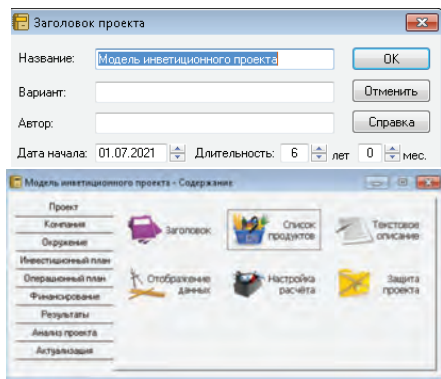 Заголовок проекта
Название: Модель инветиционного проекта OK
Вариант: Отменить
Автор: Справка
Дата начала: 01.07.2021 Длительность: 6 лет 0 мес.
Модель инветиционного проекта - Содержание
Проект
Компания
Окружение
Инвестиционный план
Операционный план
Финансирование
Результаты
Анализ проекта
Актуализация
Заголовок
Список
продуктов
Текстовое
описание
Отображение
данных
Настройка
расчёта
Защита
проекта